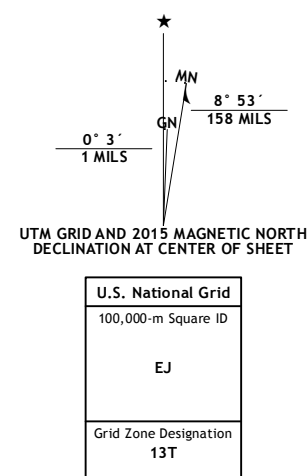 ★
MN
8° 53´
158 MILS
GN
0° 3´
1 MILS
UTM GRID AND 2015 MAGNETIC NORTH
DECLINATION AT CENTER OF SHEET
U.S. National Grid
100,000-m Square ID
EJ
Grid Zone Designation
13T